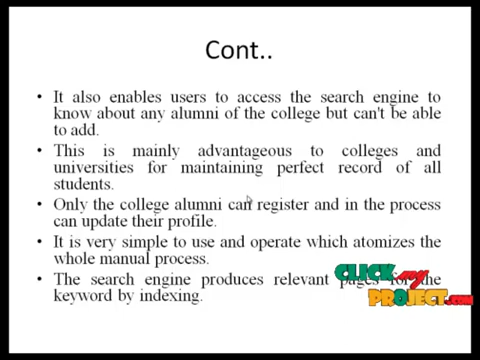 Cont..
• It also enables users to access the search engine to
know about any alumni of the college but can't be able
to add.
• This is mainly advantageous to colleges and
universities for maintaining perfect record of all
students.
• Only the college alumni can register and in the process
can update their profile.
• It is very simple to use and operate which atomizes the
whole manual process.
• The search engine produces relevant pages for the
keyword by indexing.
CLICK my
PROJECT.COM